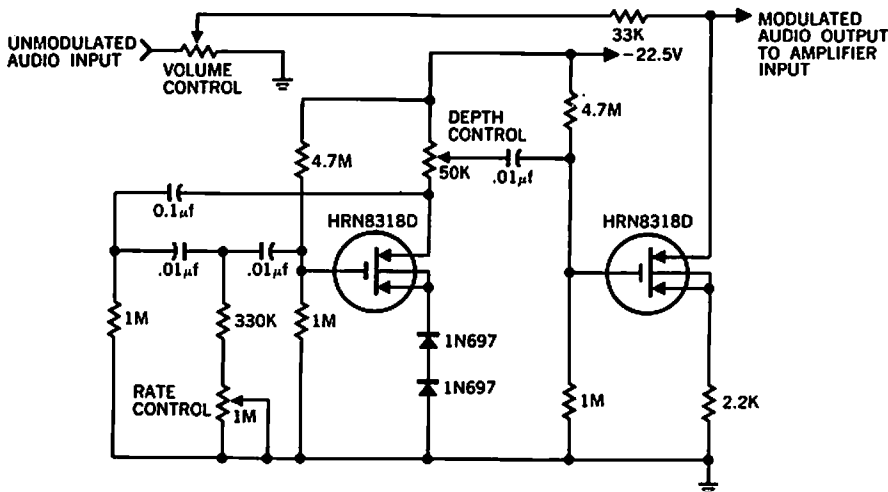 UNMODULATED
AUDIO INPUT
VOLUME
CONTROL
33K
MODULATED
AUDIO OUTPUT
TO AMPLIFIER
INPUT
−22.5V
4.7M
DEPTH
CONTROL
4.7M
50K
.01µf
0.1µf
HRN8318D
HRN8318D
.01µf
.01µf
1M
330K
1M
1N697
1N697
RATE
CONTROL
1M
1M
2.2K